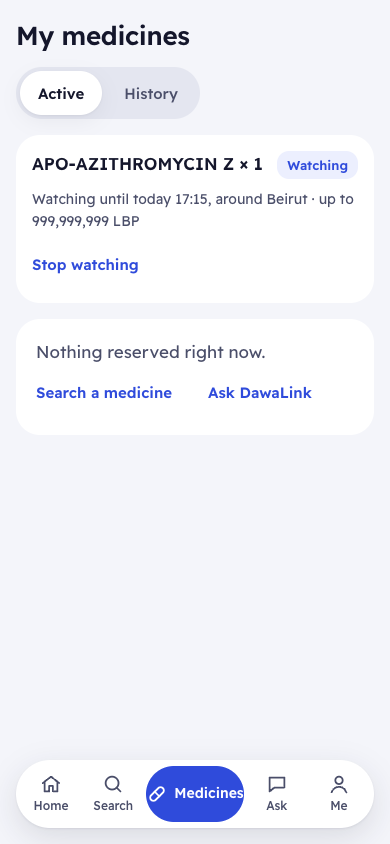 My medicines
Active
History
APO-AZITHROMYCIN Z × 1
Watching
Watching until today 17:15, around Beirut · up to
999,999,999 LBP
Stop watching
Nothing reserved right now.
Search a medicine
Ask DawaLink
Home
Search
Medicines
Ask
Me